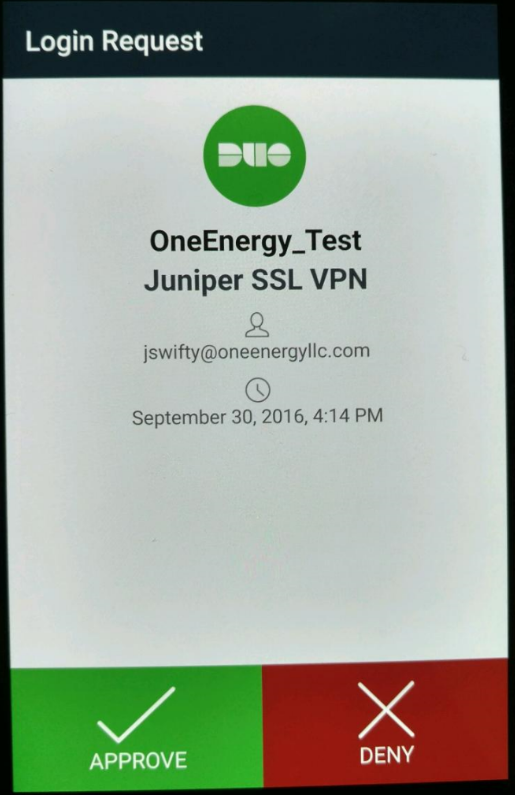 Login Request
DUO
OneEnergy_Test
Juniper SSL VPN
jswifty@oneenergyllc.com
September 30, 2016, 4:14 PM
APPROVE
DENY